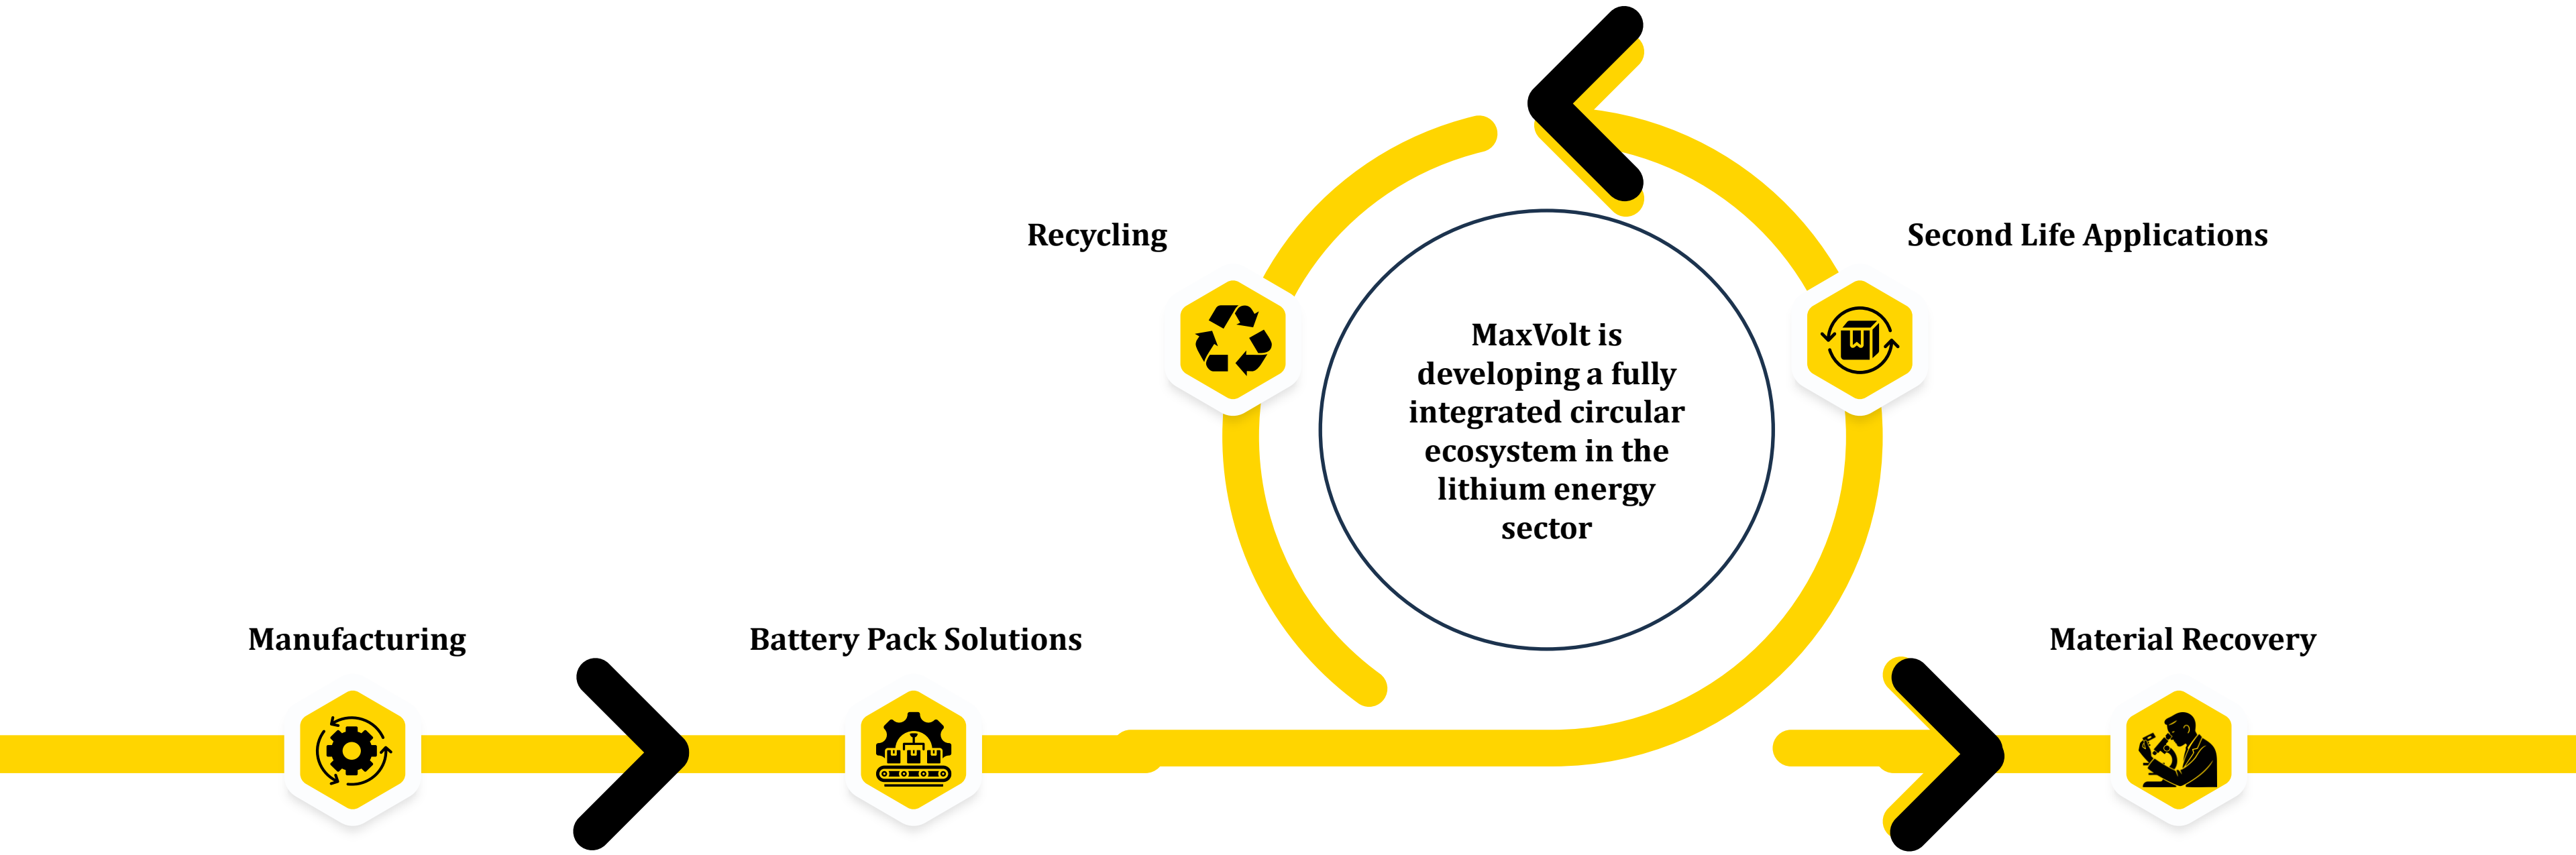 Recycling
Second Life Applications
MaxVolt is
developing a fully
integrated circular
ecosystem in the
lithium energy
sector
Manufacturing
Battery Pack Solutions
Material Recovery